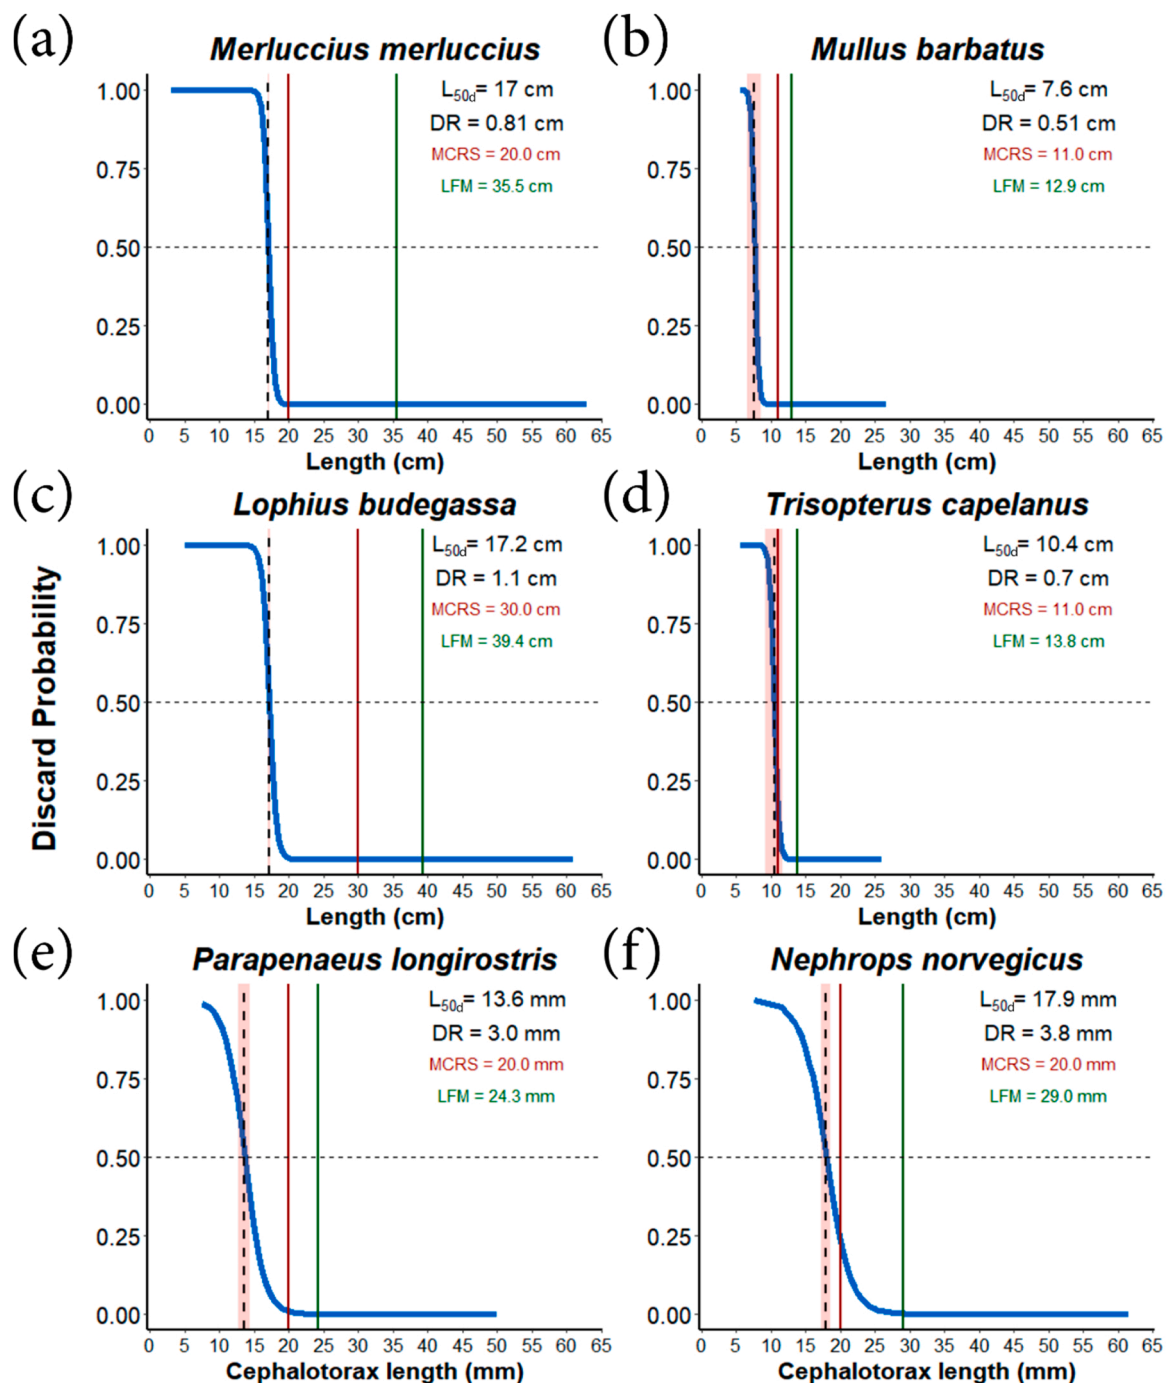 (a)
Merluccius merluccius
L50d= 17 cm
DR = 0.81 cm
MCRS = 20.0 cm
LFM = 35.5 cm
1.00
0.75
0.50
0.25
0.00
0 5 10 15 20 25 30 35 40 45 50 55 60 65
Length (cm)
(b)
Mullus barbatus
L50d= 7.6 cm
DR = 0.51 cm
MCRS = 11.0 cm
LFM = 12.9 cm
1.00
0.75
0.50
0.25
0.00
0 5 10 15 20 25 30 35 40 45 50 55 60 65
Length (cm)
Discard Probability
(c)
Lophius budegassa
L50d= 17.2 cm
DR = 1.1 cm
MCRS = 30.0 cm
LFM = 39.4 cm
1.00
0.75
0.50
0.25
0.00
0 5 10 15 20 25 30 35 40 45 50 55 60 65
Length (cm)
(d)
Trisopterus capelanus
L50d= 10.4 cm
DR = 0.7 cm
MCRS = 11.0 cm
LFM = 13.8 cm
1.00
0.75
0.50
0.25
0.00
0 5 10 15 20 25 30 35 40 45 50 55 60 65
Length (cm)
(e)
Parapenaeus longirostris
L50d= 13.6 mm
DR = 3.0 mm
MCRS = 20.0 mm
LFM = 24.3 mm
1.00
0.75
0.50
0.25
0.00
0 5 10 15 20 25 30 35 40 45 50 55 60 65
Cephalotorax length (mm)
(f)
Nephrops norvegicus
L50d= 17.9 mm
DR = 3.8 mm
MCRS = 20.0 mm
LFM = 29.0 mm
1.00
0.75
0.50
0.25
0.00
0 5 10 15 20 25 30 35 40 45 50 55 60 65
Cephalotorax length (mm)